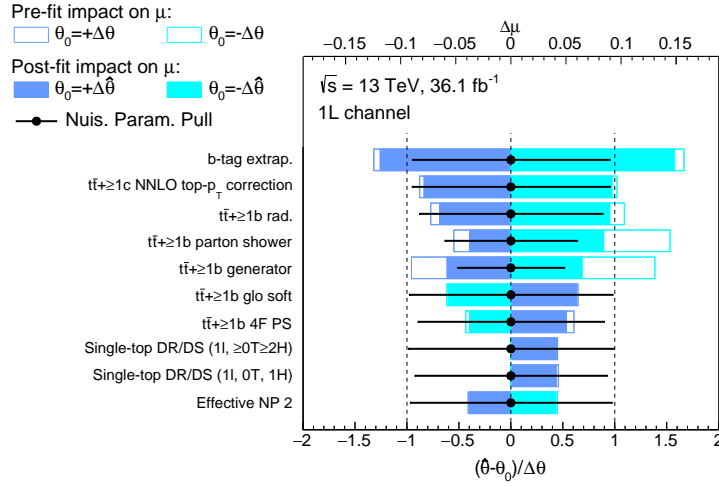 Pre-fit impact on μ:
θ₀=+Δθ θ₀=-Δθ
Post-fit impact on μ:
θ₀=+Δθ̂ θ₀=-Δθ̂
Nuis. Param. Pull
Δμ
−0.15 −0.1 −0.05 0 0.05 0.1 0.15
√s = 13 TeV, 36.1 fb⁻¹
1L channel
b-tag extrap.
tt̄+≥1c NNLO top-p_T correction
tt̄+≥1b rad.
tt̄+≥1b parton shower
tt̄+≥1b generator
tt̄+≥1b glo soft
tt̄+≥1b 4F PS
Single-top DR/DS (1l, ≥0T≥2H)
Single-top DR/DS (1l, 0T, 1H)
Effective NP 2
−2 −1.5 −1 −0.5 0 0.5 1 1.5 2
(θ̂-θ₀)/Δθ